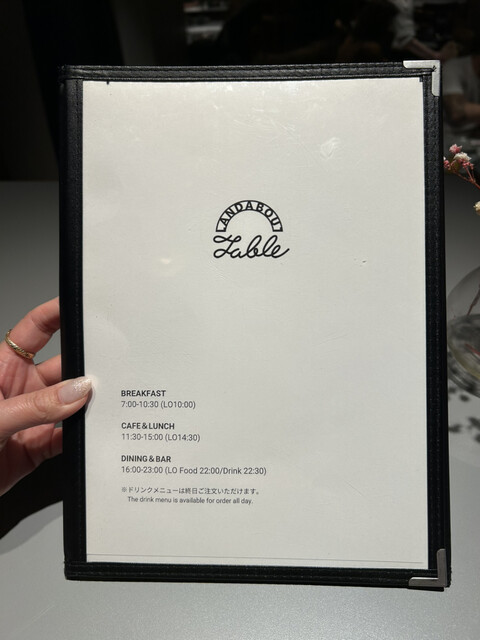 ANDABOU
Table
BREAKFAST
7:00-10:30 (LO10:00)
CAFE&LUNCH
11:30-15:00 (LO14:30)
DINING&BAR
16:00-23:00 (LO Food 22:00/Drink 22:30)
※ドリンクメニューは終日ご注文いただけます。
The drink menu is available for order all day.